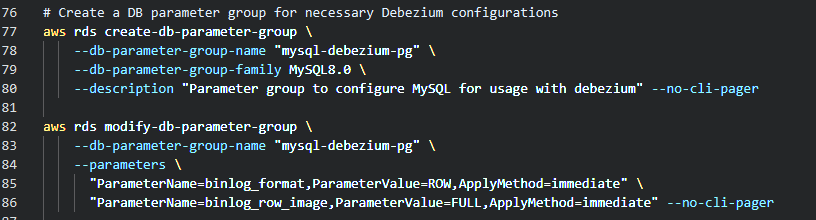 76 # Create a DB parameter group for necessary Debezium configurations
77 aws rds create-db-parameter-group \
78 --db-parameter-group-name "mysql-debezium-pg" \
79 --db-parameter-group-family MySQL8.0 \
80 --description "Parameter group to configure MySQL for usage with debezium" --no-cli-pager
81
82 aws rds modify-db-parameter-group \
83 --db-parameter-group-name "mysql-debezium-pg" \
84 --parameters \
85 "ParameterName=binlog_format,ParameterValue=ROW,ApplyMethod=immediate" \
86 "ParameterName=binlog_row_image,ParameterValue=FULL,ApplyMethod=immediate" --no-cli-pager